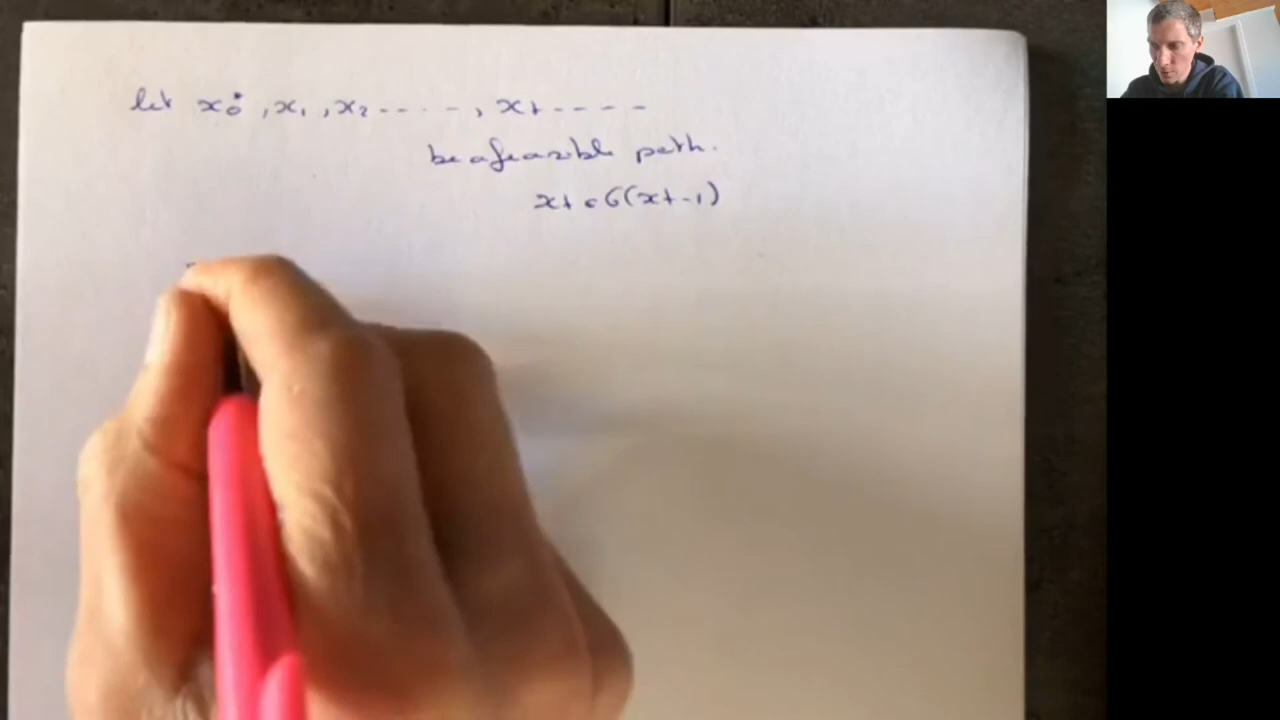 let x₀*, x₁, x₂ - - - - - , xt - - - -
be a feasible path.
xt ∈ G(xt-1)